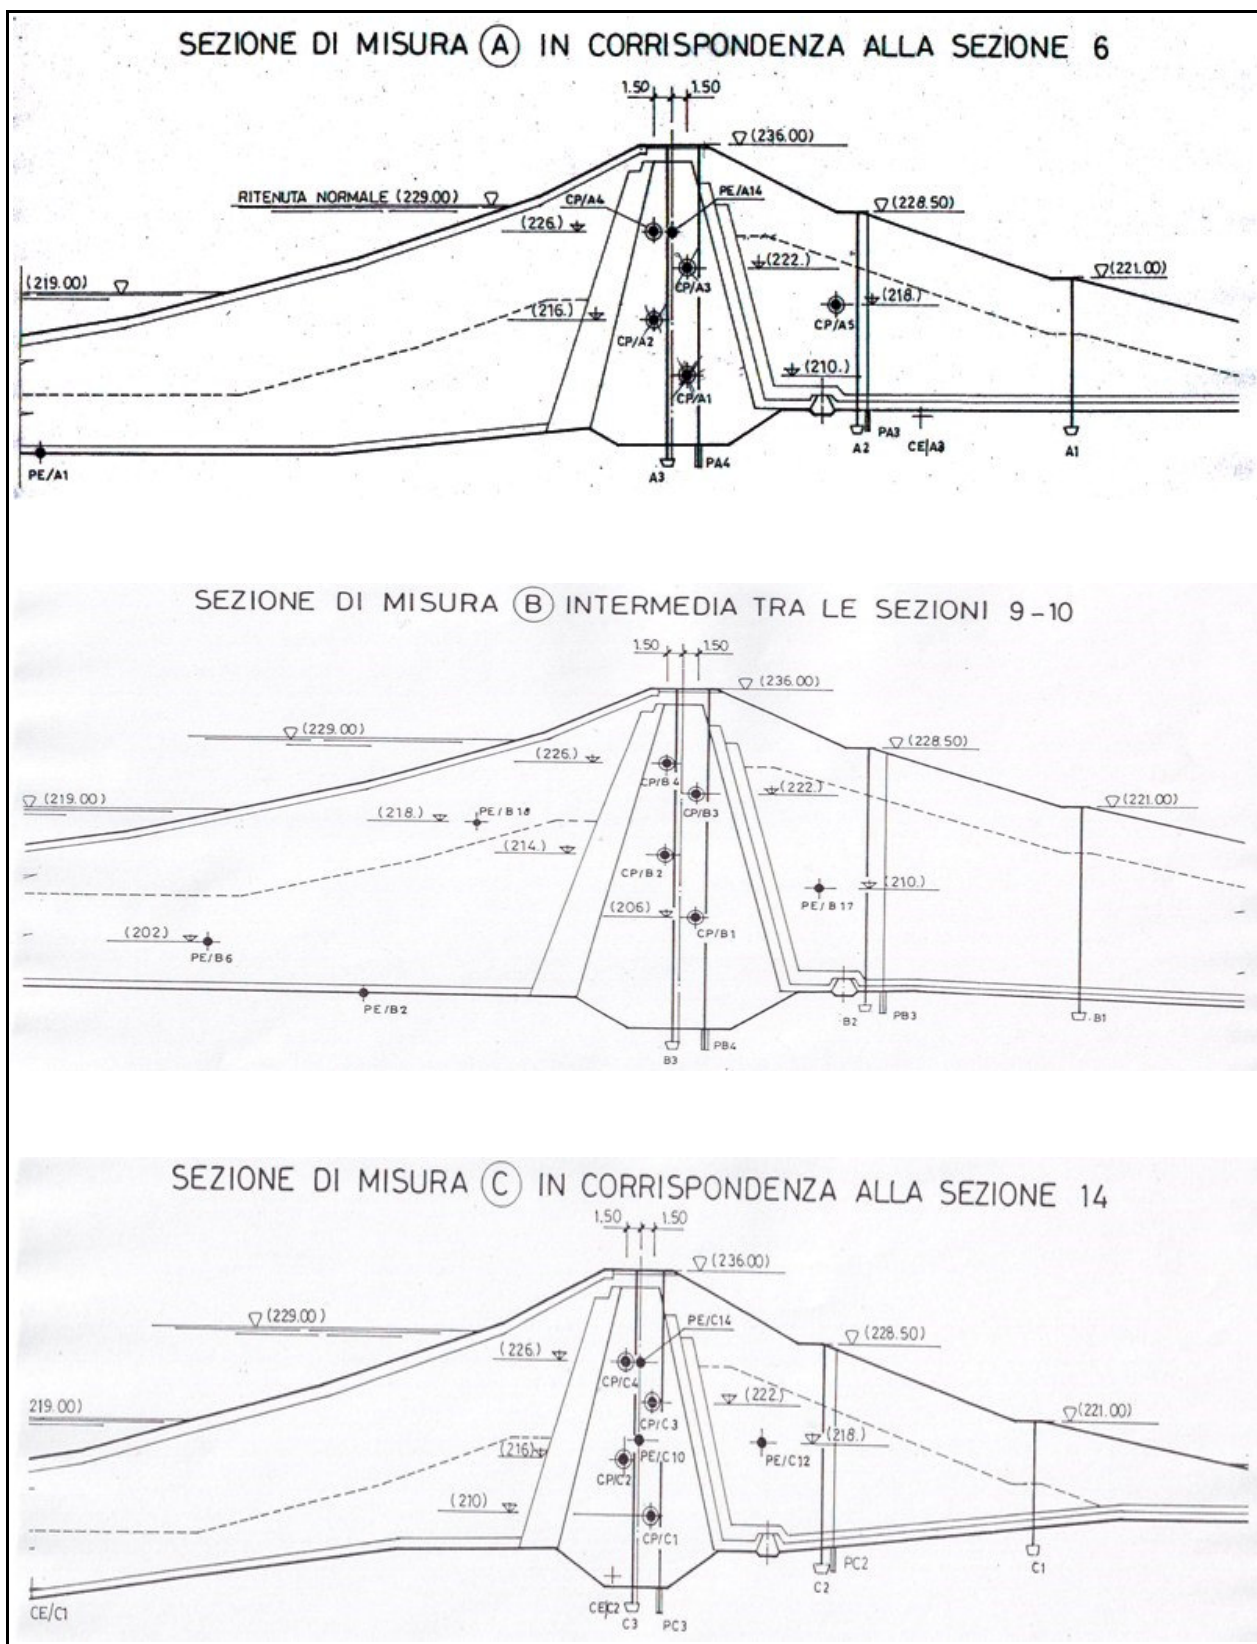 SEZIONE DI MISURA A IN CORRISPONDENZA ALLA SEZIONE 6
1.50 1.50
(236.00)
RITENUTA NORMALE (229.00)
CP/A4
PE/A14
(228.50)
(226.)
(222.)
(221.00)
(219.00)
CP/A3
(216.)
(218.)
CP/A2
CP/A5
(210.)
CP/A1
PE/A1
A3
PA4
A2
PA3
CE/A3
A1
SEZIONE DI MISURA B INTERMEDIA TRA LE SEZIONI 9-10
1.50 1.50
(236.00)
(229.00)
(228.50)
(226.)
CP/B4
(222.)
(219.00)
(221.00)
CP/B3
(218.)
PE/B18
(214.)
CP/B2
(210.)
PE/B17
(206)
CP/B1
(202.)
PE/B6
PE/B2
B3
PB4
B2
PB3
B1
SEZIONE DI MISURA C IN CORRISPONDENZA ALLA SEZIONE 14
1.50 1.50
(236.00)
(229.00)
PE/C14
(228.50)
(226.)
CP/C4
(222.)
219.00)
(221.00)
CP/C3
(218.)
(216)
PE/C10
PE/C12
CP/C2
(210)
CP/C1
CE/C1
CE/C2
C3
PC3
C2
PC2
C1